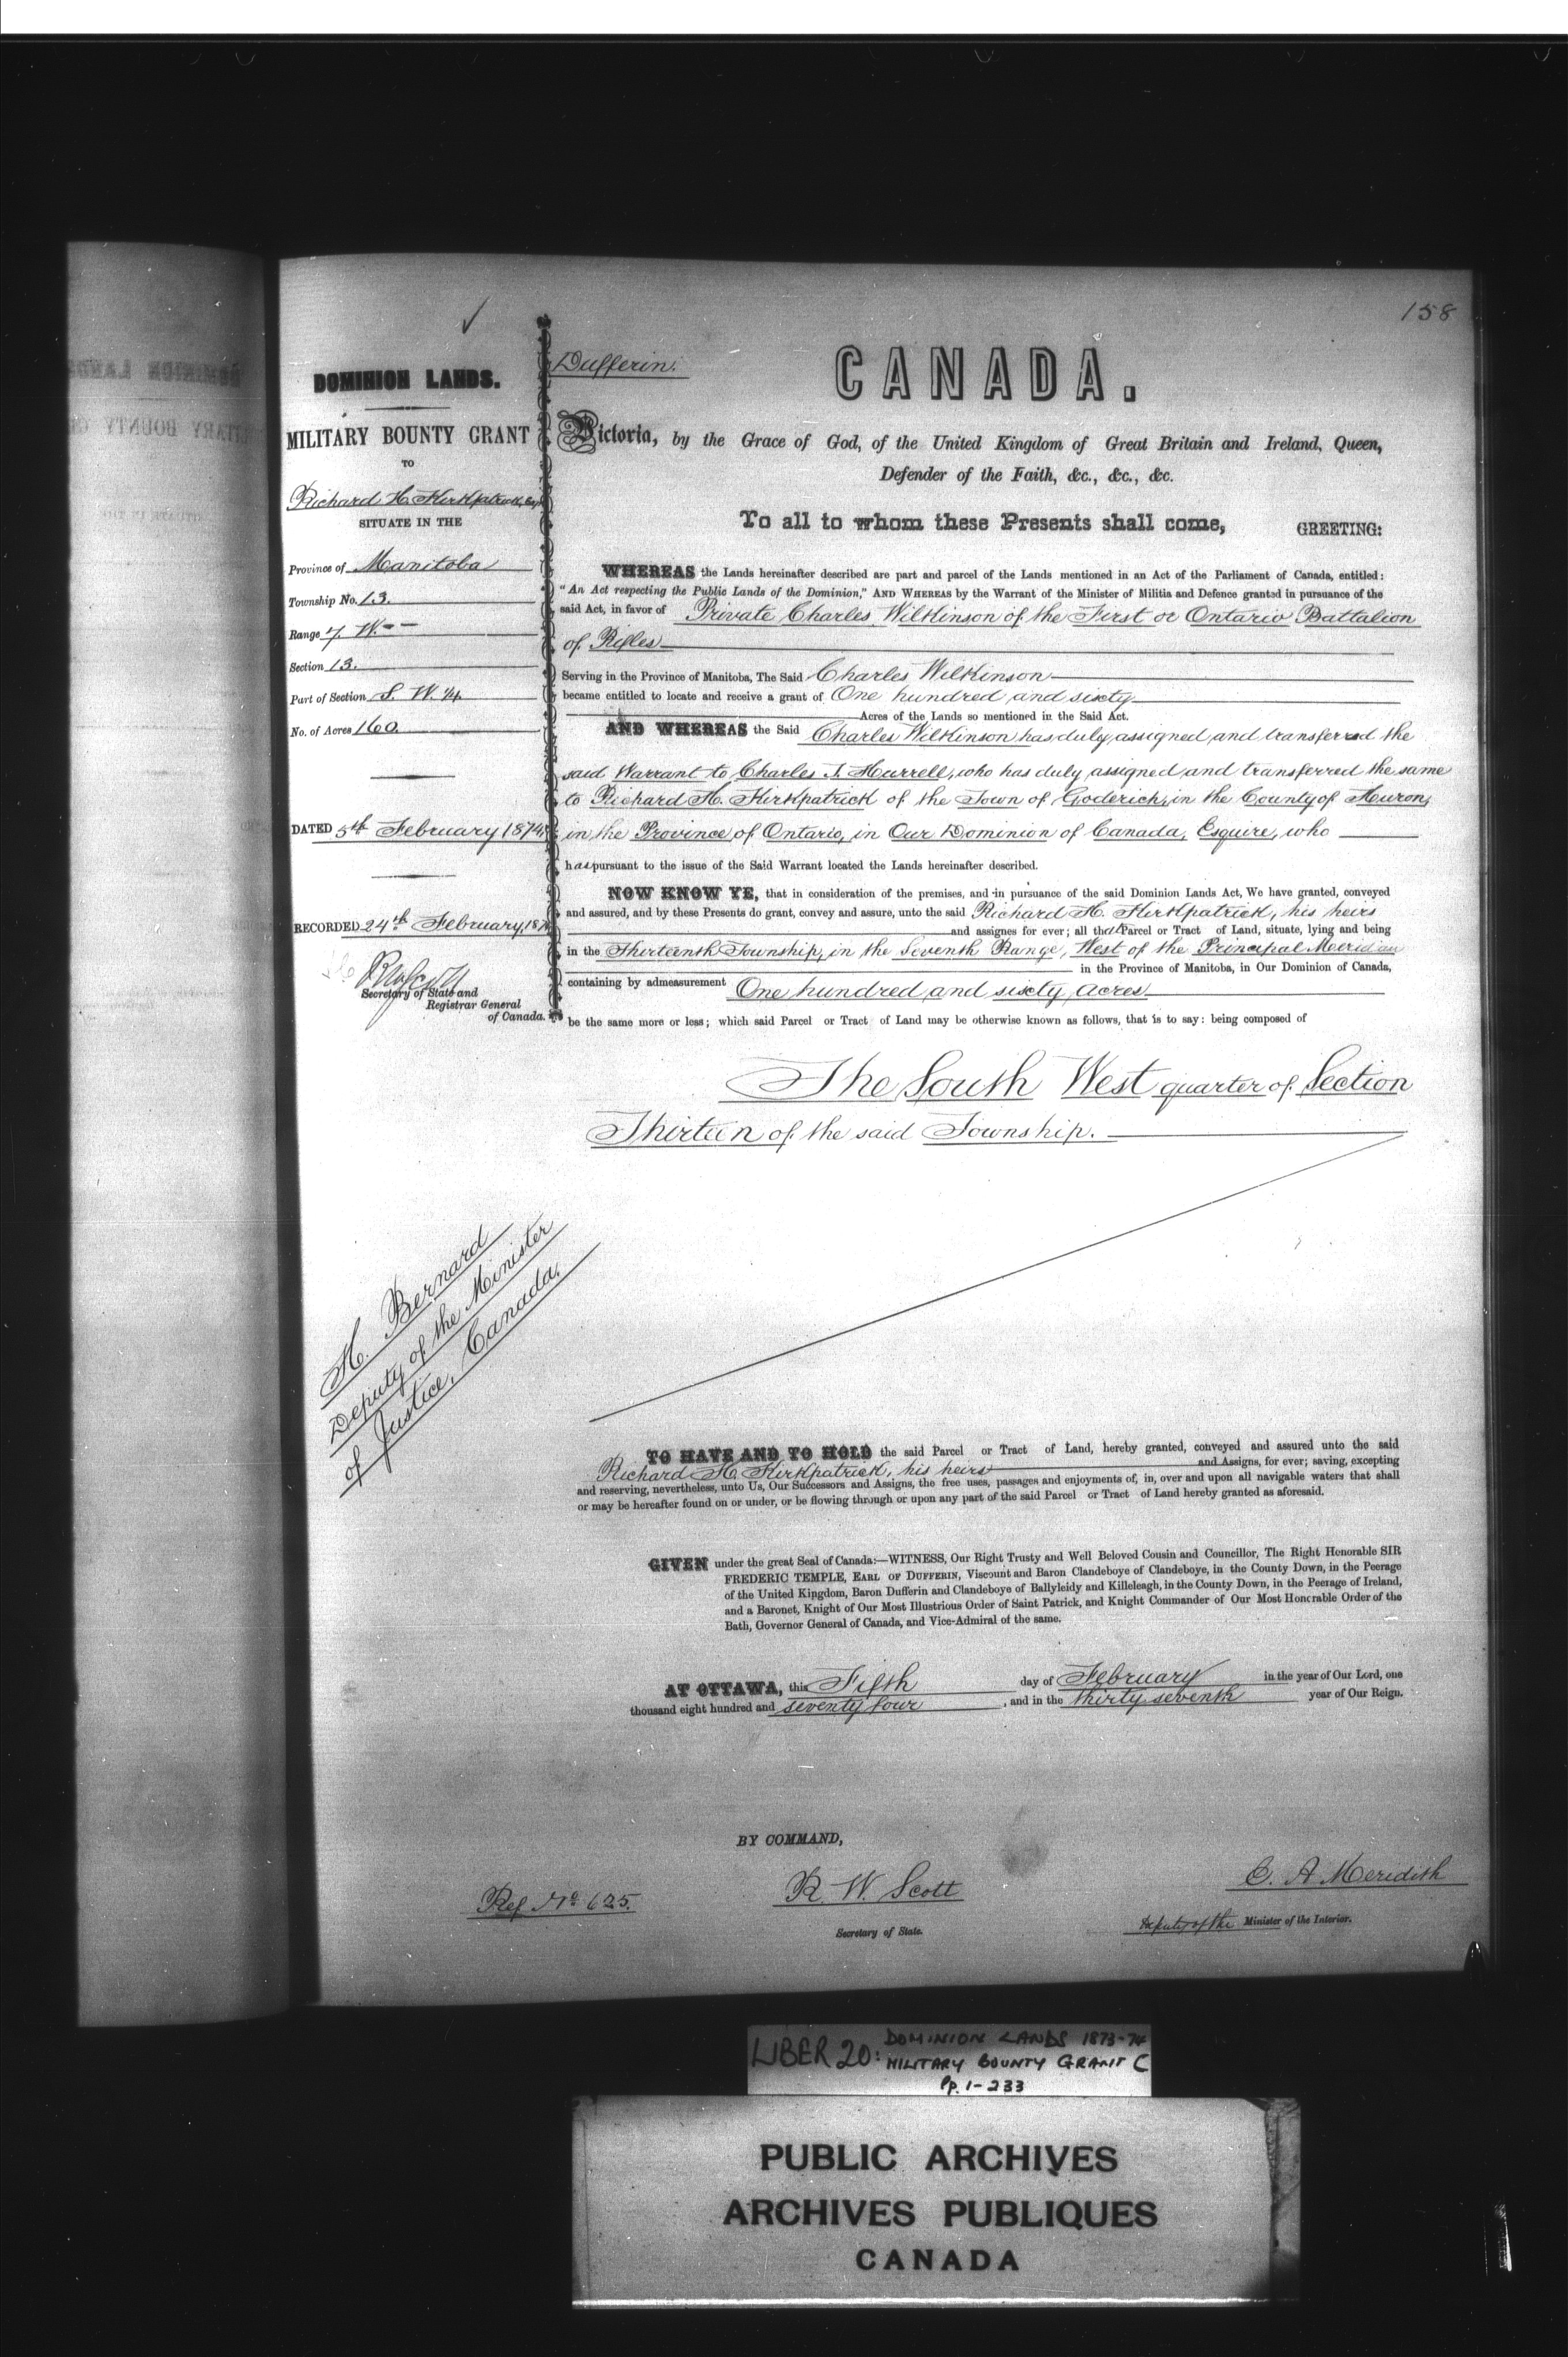 158
DOMINION LANDS.
MILITARY BOUNTY GRANT
TO
Richard H. Kirkpatrick, Esq
SITUATE IN THE
Province of Manitoba
Township No. 13.
Range 7. W.
Section 13.
Part of Section S. W. 1/4
No. of Acres 160.
DATED 5th February 1874
RECORDED 24th February, 187
Secretary of State and
Registrar General
of Canada.
Dufferin.
CANADA.
Victoria, by the Grace of God, of the United Kingdom of Great Britain and Ireland, Queen,
Defender of the Faith, &c., &c., &c.
To all to whom these Presents shall come, GREETING:
WHEREAS the Lands hereinafter described are part and parcel of the Lands mentioned in an Act of the Parliament of Canada, entitled:
"An Act respecting the Public Lands of the Dominion," AND WHEREAS by the Warrant of the Minister of Militia and Defence granted in pursuance of the
said Act, in favor of Private Charles Wilkinson of the First or Ontario Battalion
of Rifles
Serving in the Province of Manitoba, The Said Charles Wilkinson
became entitled to locate and receive a grant of One hundred and sixty
Acres of the Lands so mentioned in the Said Act.
AND WHEREAS the Said Charles Wilkinson has duly assigned and transferred the
said Warrant to Charles J. Hurrell, who has duly assigned and transferred the same
to Richard H. Kirkpatrick of the Town of Goderich, in the County of Huron,
in the Province of Ontario, in Our Dominion of Canada, Esquire, who
has pursuant to the issue of the Said Warrant located the Lands hereinafter described.
NOW KNOW YE, that in consideration of the premises, and in pursuance of the said Dominion Lands Act, We have granted, conveyed
and assured, and by these Presents do grant, convey and assure, unto the said Richard H. Kirkpatrick, his heirs
and assignes for ever; all that Parcel or Tract of Land, situate, lying and being
in the Thirteenth Township, in the Seventh Range, West of the Principal Meridian
in the Province of Manitoba, in Our Dominion of Canada,
containing by admeasurement One hundred and sixty acres
be the same more or less; which said Parcel or Tract of Land may be otherwise known as follows, that is to say: being composed of
The South West quarter of Section
Thirteen of the said Township.
H. Bernard
Deputy of the Minister
of Justice, Canada.
TO HAVE AND TO HOLD the said Parcel or Tract of Land, hereby granted, conveyed and assured unto the said
Richard H. Kirkpatrick, his heirs and Assigns, for ever; saving, excepting
and reserving, nevertheless, unto Us, Our Successors and Assigns, the free uses, passages and enjoyments of, in, over and upon all navigable waters that shall
or may be hereafter found on or under, or be flowing through or upon any part of the said Parcel or Tract of Land hereby granted as aforesaid.
GIVEN under the great Seal of Canada:—WITNESS, Our Right Trusty and Well Beloved Cousin and Councillor, The Right Honorable SIR
FREDERIC TEMPLE, EARL OF DUFFERIN, Viscount and Baron Clandeboye of Clandeboye, in the County Down, in the Peerage
of the United Kingdom, Baron Dufferin and Clandeboye of Ballyleidy and Killeleagh, in the County Down, in the Peerage of Ireland,
and a Baronet, Knight of Our Most Illustrious Order of Saint Patrick, and Knight Commander of Our Most Honorable Order of the
Bath, Governor General of Canada, and Vice-Admiral of the same.
AT OTTAWA, this Fifth day of February in the year of Our Lord, one
thousand eight hundred and seventy four, and in the thirty seventh year of Our Reign.
BY COMMAND,
Ref No 625.
R. W. Scott
Secretary of State.
E. A. Meredith
Deputy of the Minister of the Interior.
LIBER 20: DOMINION LANDS 1873-74
MILITARY BOUNTY GRANT C
Pp. 1-233
PUBLIC ARCHIVES
ARCHIVES PUBLIQUES
CANADA